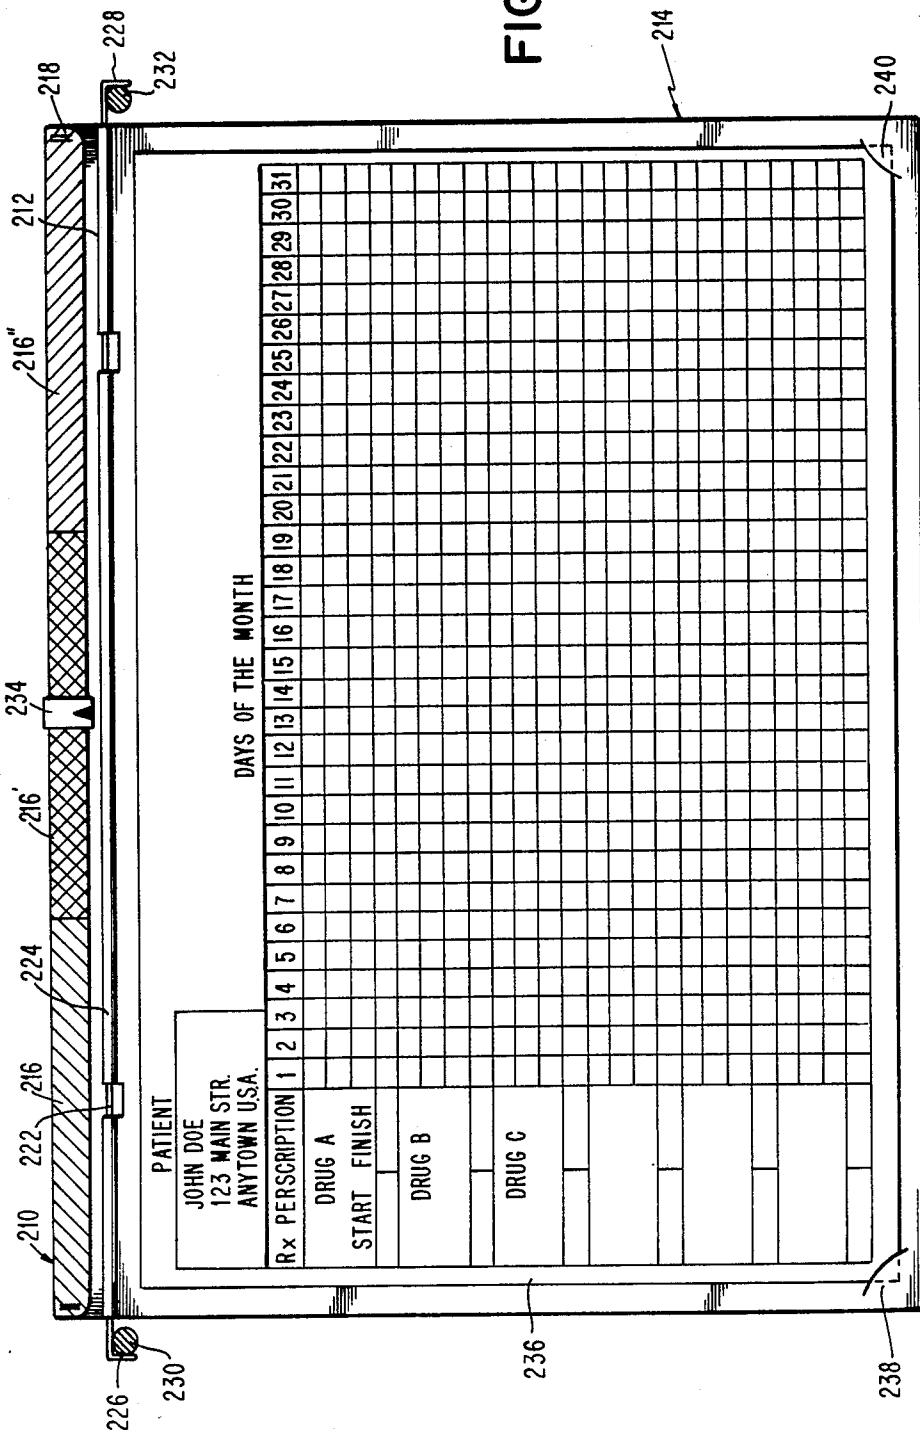 FIG
210
222
216
224
216'
234
216"
212
218
228
232
226
230
214
PATIENT
JOHN DOE
123 MAIN STR.
ANYTOWN U.S.A.
DAYS OF THE MONTH
Rx PERSCRIPTION 1 2 3 4 5 6 7 8 9 10 11 12 13 14 15 16 17 18 19 20 21 22 23 24 25 26 27 28 29 30 31
DRUG A
START FINISH
DRUG B
DRUG C
236
238
240